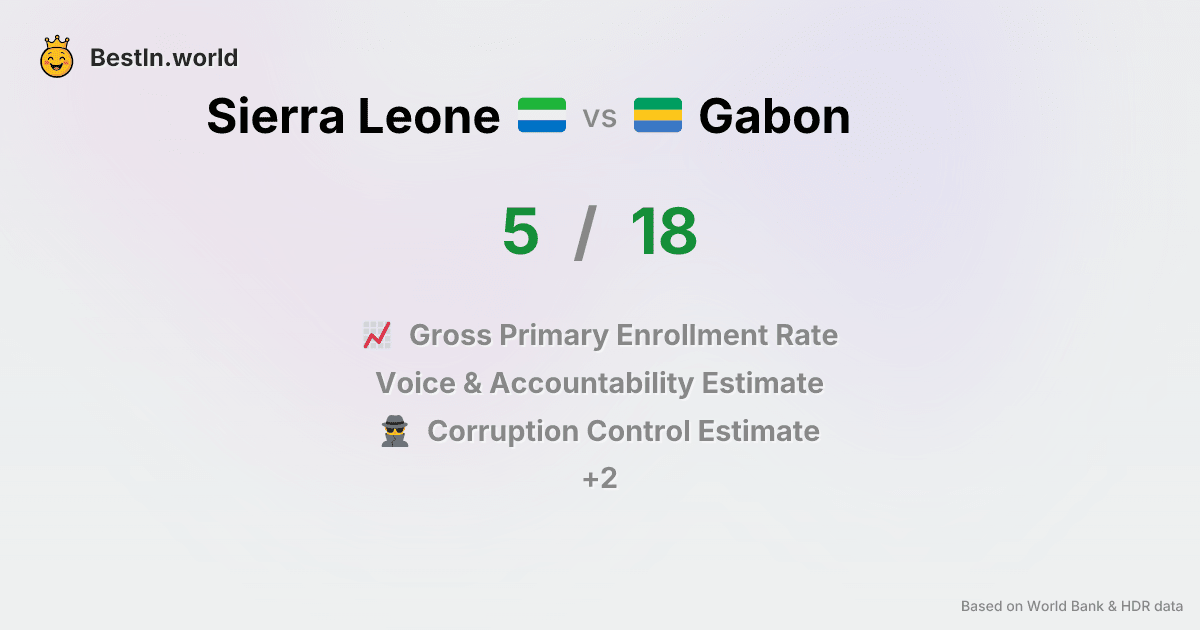 BestIn.world
Sierra Leone vs Gabon
5 / 18
Gross Primary Enrollment Rate
Voice & Accountability Estimate
Corruption Control Estimate
+2
Based on World Bank & HDR data